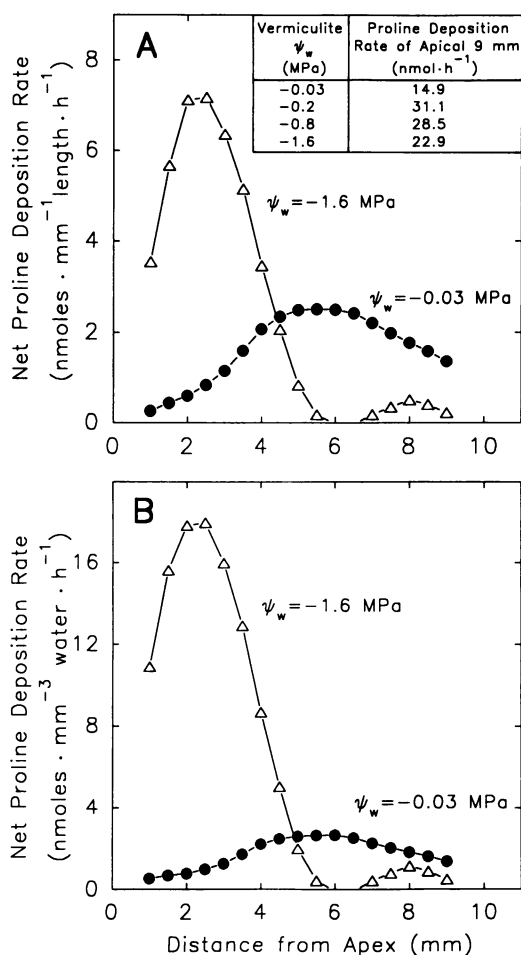 A
Vermiculite Proline Deposition
ψw Rate of Apical 9 mm
(MPa) (nmol·h⁻¹)
−0.03 14.9
−0.2 31.1
−0.8 28.5
−1.6 22.9
Net Proline Deposition Rate
(nmoles · mm⁻¹ length · h⁻¹)
8
6
4
2
0
ψw=−1.6 MPa
ψw=−0.03 MPa
0 2 4 6 8 10
B
Net Proline Deposition Rate
(nmoles · mm⁻³ water · h⁻¹)
16
12
8
4
0
ψw=−1.6 MPa
ψw=−0.03 MPa
0 2 4 6 8 10
Distance from Apex (mm)